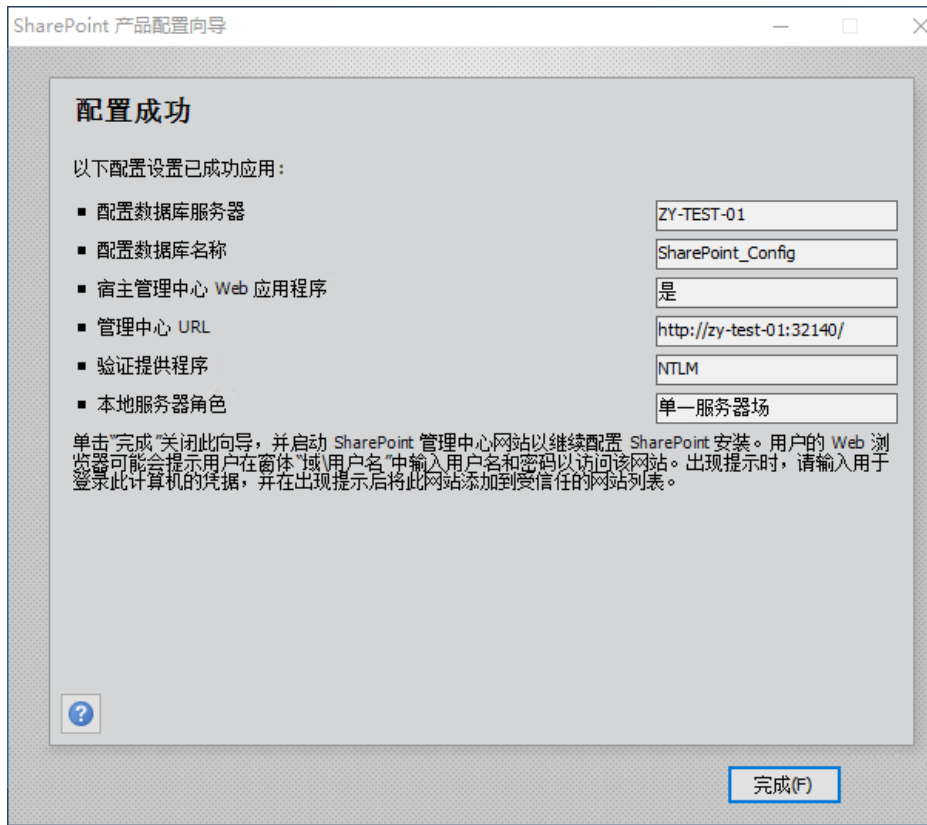 SharePoint 产品配置向导
配置成功
以下配置设置已成功应用：
■ 配置数据库服务器 ZY-TEST-01
■ 配置数据库名称 SharePoint_Config
■ 宿主管理中心 Web 应用程序 是
■ 管理中心 URL http://zy-test-01:32140/
■ 验证提供程序 NTLM
■ 本地服务器角色 单一服务器场
单击"完成"关闭此向导，并启动 SharePoint 管理中心网站以继续配置 SharePoint 安装。用户的 Web 浏
览器可能会提示用户在窗体"域\用户名"中输入用户名和密码以访问该网站。出现提示时，请输入用于
登录此计算机的凭据，并在出现提示后将此网站添加到受信任的网站列表。
?
完成(F)